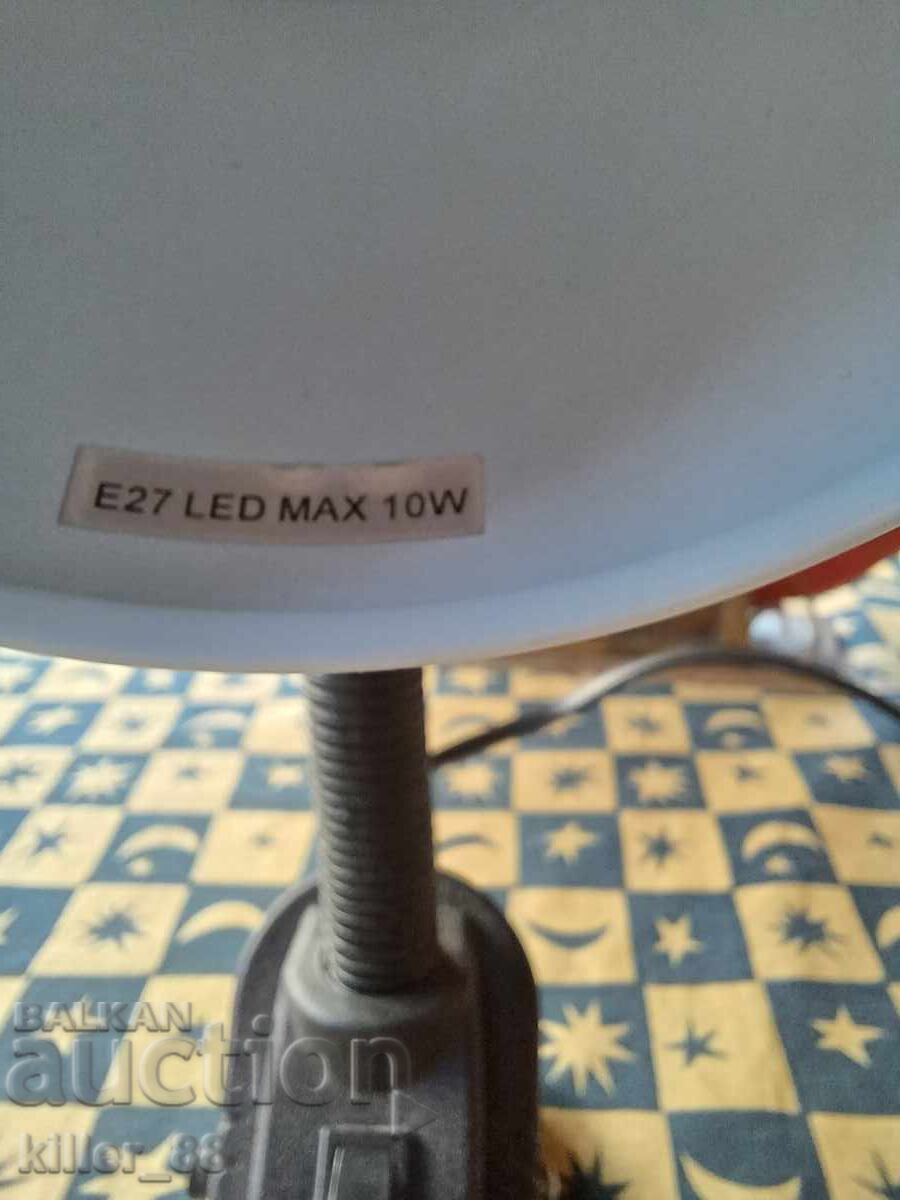 E27 LED MAX 10W
BALKAN
auction
killer_88